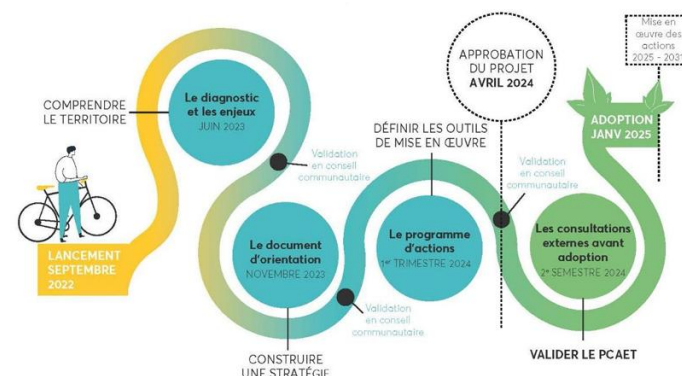 LANCEMENT
SEPTEMBRE
2022
COMPRENDRE
LE TERRITOIRE
Le diagnostic
et les enjeux
JUIN 2023
Validation
en conseil
communautaire
Le document
d'orientation
NOVEMBRE 2023
CONSTRUIRE
UNE STRATÉGIE
Validation
en conseil
communautaire
DÉFINIR LES OUTILS
DE MISE EN ŒUVRE
Le programme
d'actions
1er TRIMESTRE 2024
APPROBATION
DU PROJET
AVRIL 2024
Validation
en conseil
communautaire
Les consultations
externes avant
adoption
2e SEMESTRE 2024
VALIDER LE PCAET
ADOPTION
JANV 2025
Mise en
œuvre des
actions
2025 - 2031